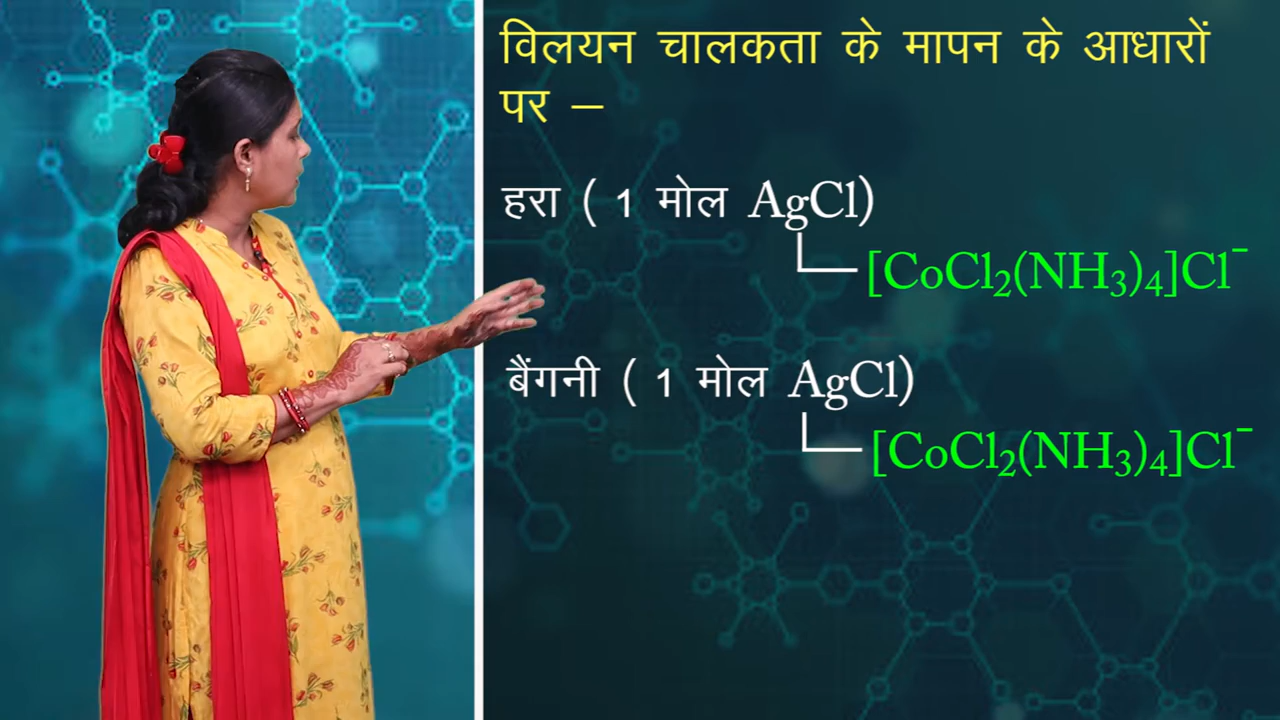 विलयन चालकता के मापन के आधारों
पर –
हरा ( 1 मोल AgCl)
[CoCl₂(NH₃)₄]Cl⁻
बैंगनी ( 1 मोल AgCl)
[CoCl₂(NH₃)₄]Cl⁻